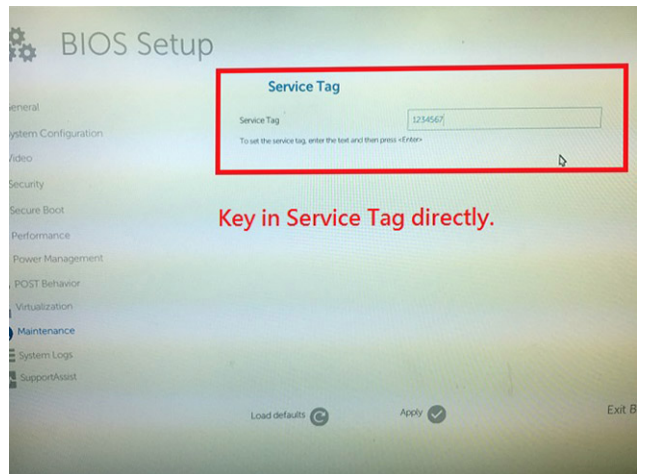 BIOS Setup
Service Tag
Service Tag
1234567
To set the service tag, enter the text and then press <Enter>
Key in Service Tag directly.
eneral
ystem Configuration
Video
Security
Secure Boot
Performance
Power Management
POST Behavior
Virtualization
Maintenance
System Logs
SupportAssist
Load defaults
Apply
Exit B